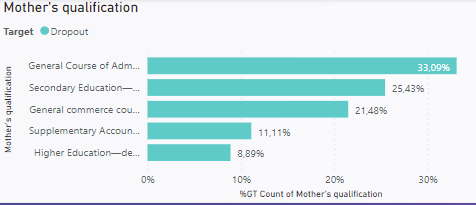 Mother's qualification
Target Dropout
Mother's qualification
General Course of Adm... 33,09%
Secondary Education—... 25,43%
General commerce cou... 21,48%
Supplementary Accoun... 11,11%
Higher Education—de... 8,89%
0% 10% 20% 30%
%GT Count of Mother's qualification